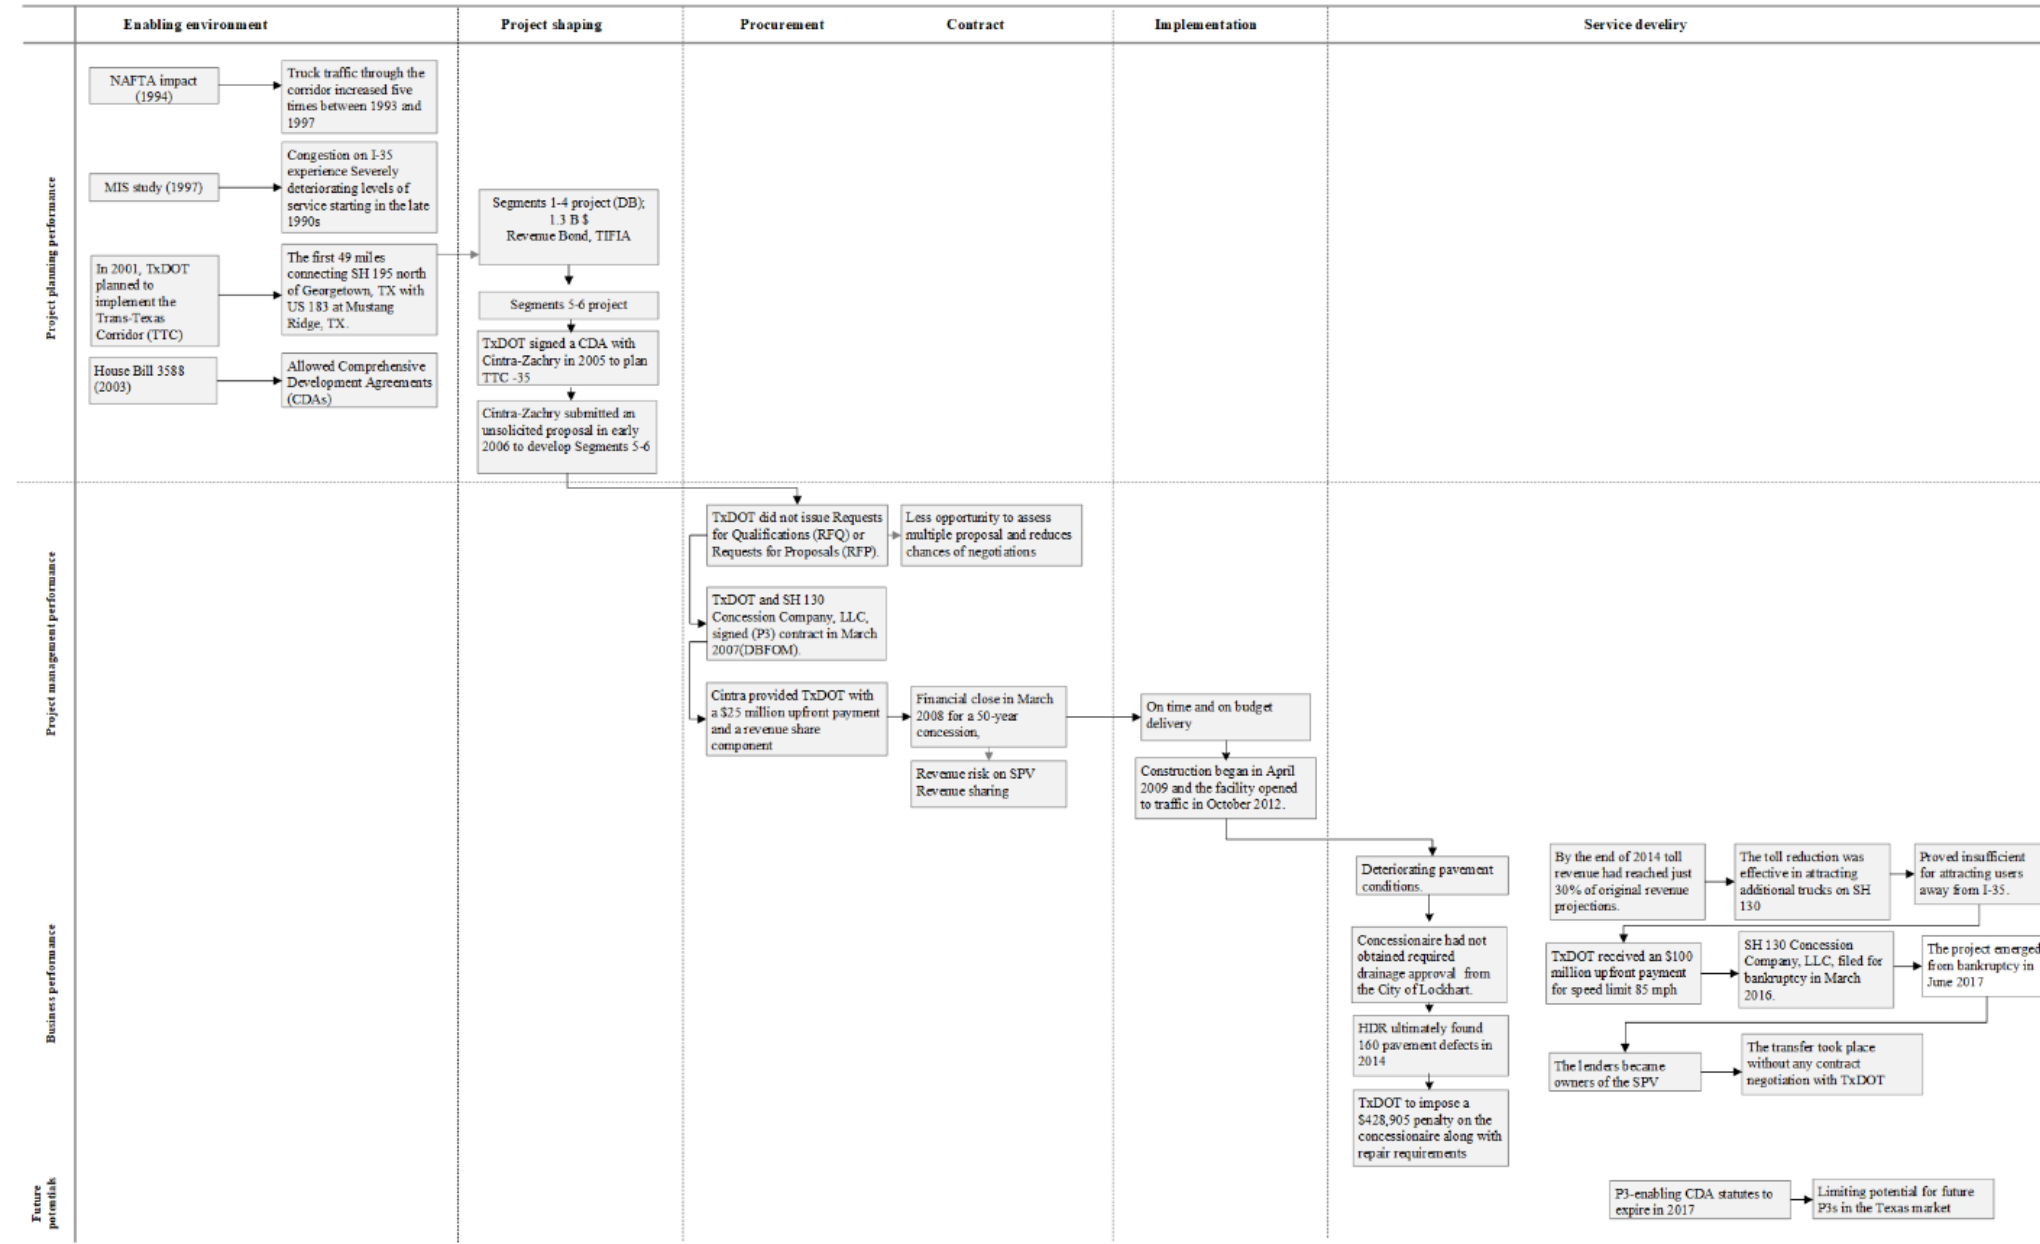 Enabling environment
Project shaping
Procurement
Contract
Implementation
Service develiry
Project planning performance
NAFTA impact
(1994)
Truck traffic through the
corridor increased five
times between 1993 and
1997
MIS study (1997)
Congestion on I-35
experience Severely
deteriorating levels of
service starting in the late
1990s
In 2001, TxDOT
planned to
implement the
Trans-Texas
Corridor (TTC)
The first 49 miles
connecting SH 195 north
of Georgetown, TX with
US 183 at Mustang
Ridge, TX.
House Bill 3588
(2003)
Allowed Comprehensive
Development Agreements
(CDAs)
Segments 1-4 project (DB);
1.3 B $
Revenue Bond, TIFIA
Segments 5-6 project
TxDOT signed a CDA with
Cintra-Zachry in 2005 to plan
TTC -35
Cintra-Zachry submitted an
unsolicited proposal in early
2006 to develop Segments 5-6
Project management performance
TxDOT did not issue Requests
for Qualifications (RFQ) or
Requests for Proposals (RFP).
Less opportunity to assess
multiple proposal and reduces
chances of negotiations
TxDOT and SH 130
Concession Company, LLC,
signed (P3) contract in March
2007(DBFOM).
Cintra provided TxDOT with
a $25 million upfront payment
and a revenue share
component
Financial close in March
2008 for a 50-year
concession,
Revenue risk on SPV
Revenue sharing
On time and on budget
delivery
Construction began in April
2009 and the facility opened
to traffic in October 2012.
Business performance
Deteriorating pavement
conditions.
Concessionaire had not
obtained required
drainage approval from
the City of Lockhart.
HDR ultimately found
160 pavement defects in
2014
TxDOT to impose a
$428,905 penalty on the
concessionaire along with
repair requirements
By the end of 2014 toll
revenue had reached just
30% of original revenue
projections.
The toll reduction was
effective in attracting
additional trucks on SH
130
Proved insufficient
for attracting users
away from I-35.
TxDOT received an $100
million upfront payment
for speed limit 85 mph
SH 130 Concession
Company, LLC, filed for
bankruptcy in March
2016.
The project emerged
from bankruptcy in
June 2017
The lenders became
owners of the SPV
The transfer took place
without any contract
negotiation with TxDOT
Future
potentials
P3-enabling CDA statutes to
expire in 2017
Limiting potential for future
P3s in the Texas market